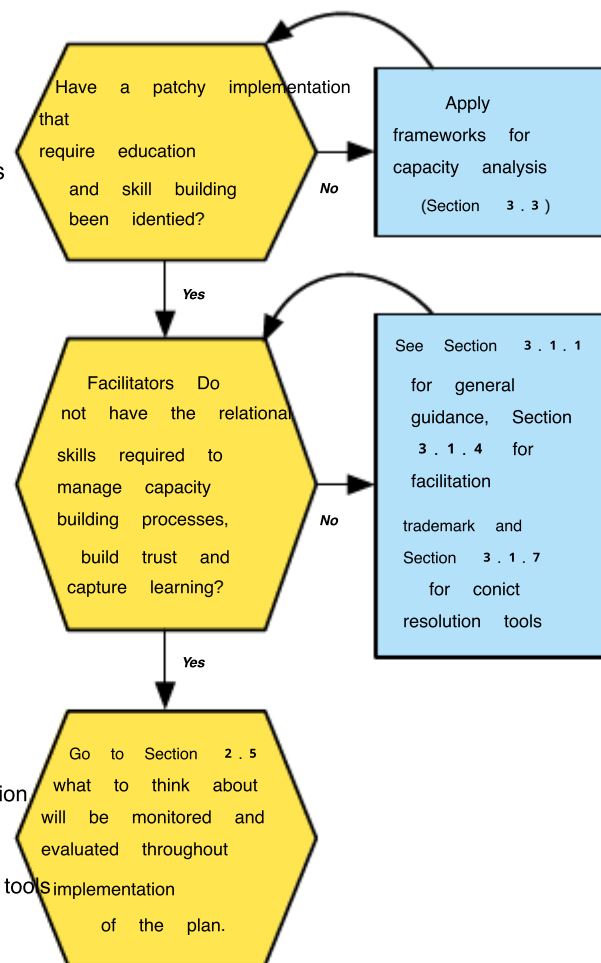 Have a patchy implementation
that
require education
and skill building
been identied?
s
No
Apply
frameworks for
capacity analysis
(Section 3.3)
Yes
Facilitators Do
not have the relational
skills required to
manage capacity
building processes,
build trust and
capture learning?
No
See Section 3.1.1
for general
guidance, Section
3.1.4 for
facilitation
trademark and
Section 3.1.7
for conict
resolution tools
Yes
Go to Section 2.5
what to think about
ion
will be monitored and
evaluated throughout
tools
implementation
of the plan.